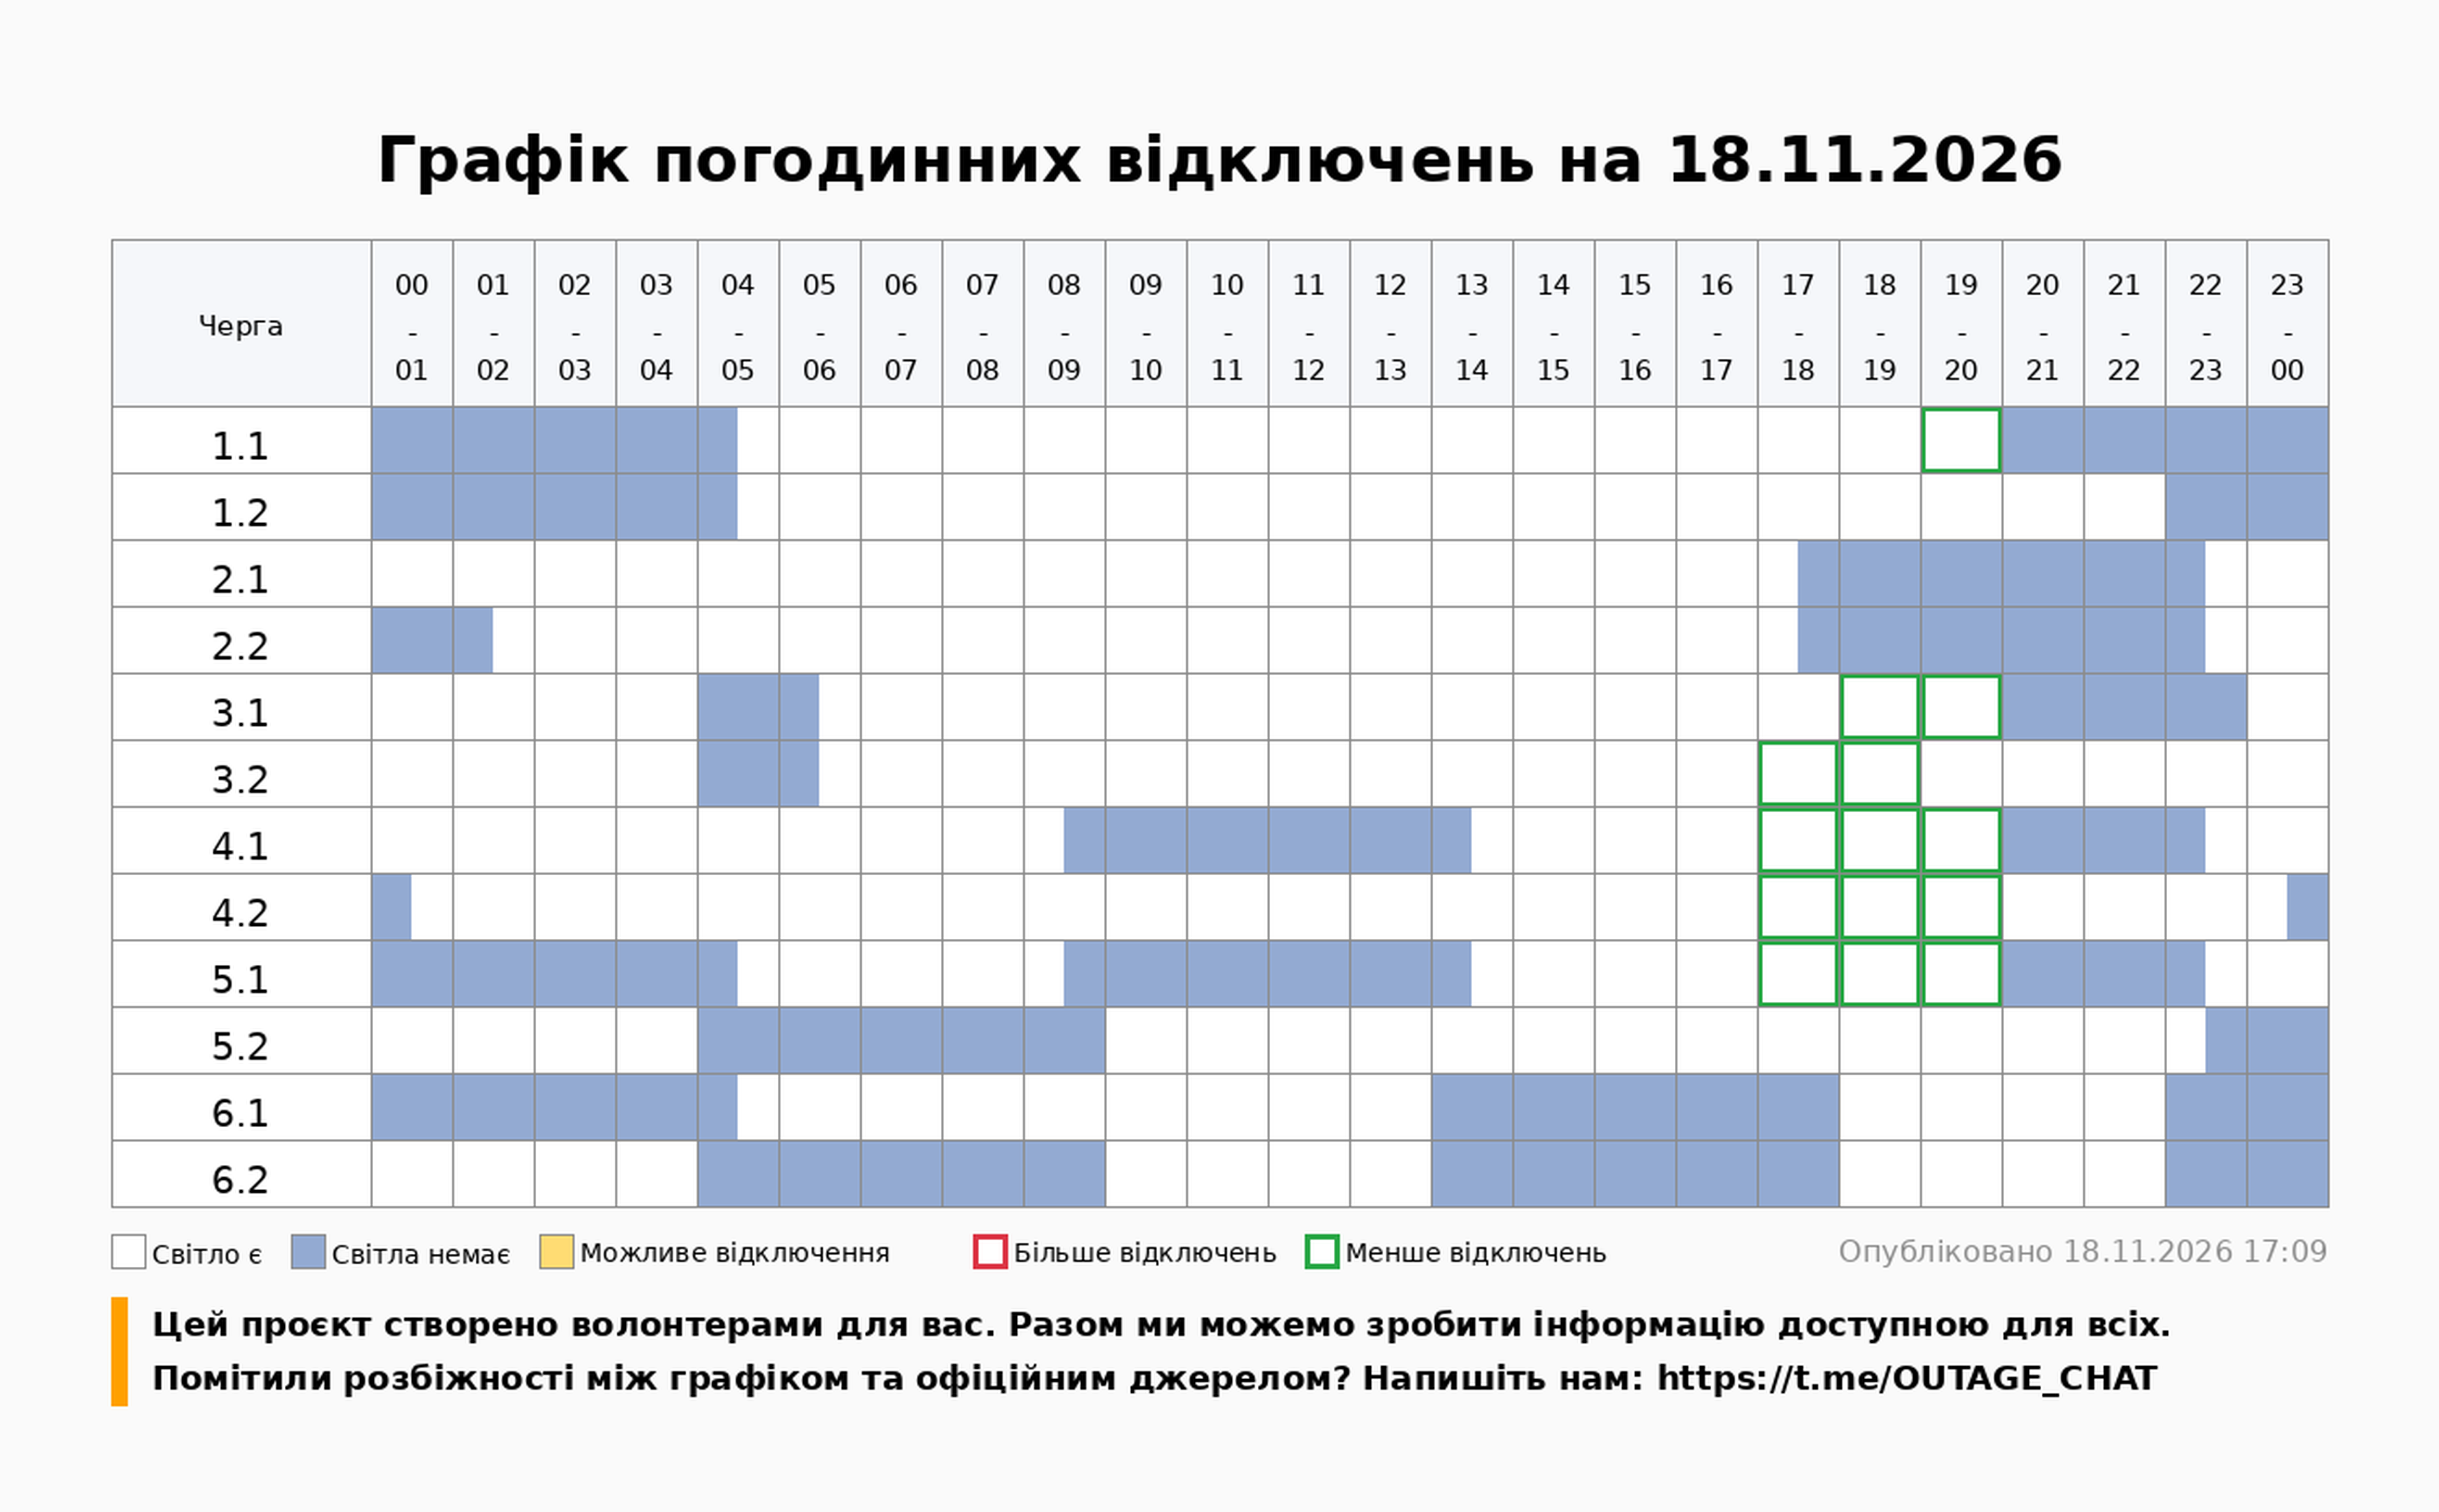 Графік погодинних відключень на 18.11.2026
Черга
00 - 01
01 - 02
02 - 03
03 - 04
04 - 05
05 - 06
06 - 07
07 - 08
08 - 09
09 - 10
10 - 11
11 - 12
12 - 13
13 - 14
14 - 15
15 - 16
16 - 17
17 - 18
18 - 19
19 - 20
20 - 21
21 - 22
22 - 23
23 - 00
1.1
1.2
2.1
2.2
3.1
3.2
4.1
4.2
5.1
5.2
6.1
6.2
Світло є
Світла немає
Можливе відключення
Більше відключень
Менше відключень
Опубліковано 18.11.2026 17:09
Цей проєкт створено волонтерами для вас. Разом ми можемо зробити інформацію доступною для всіх.
Помітили розбіжності між графіком та офіційним джерелом? Напишіть нам: https://t.me/OUTAGE_CHAT